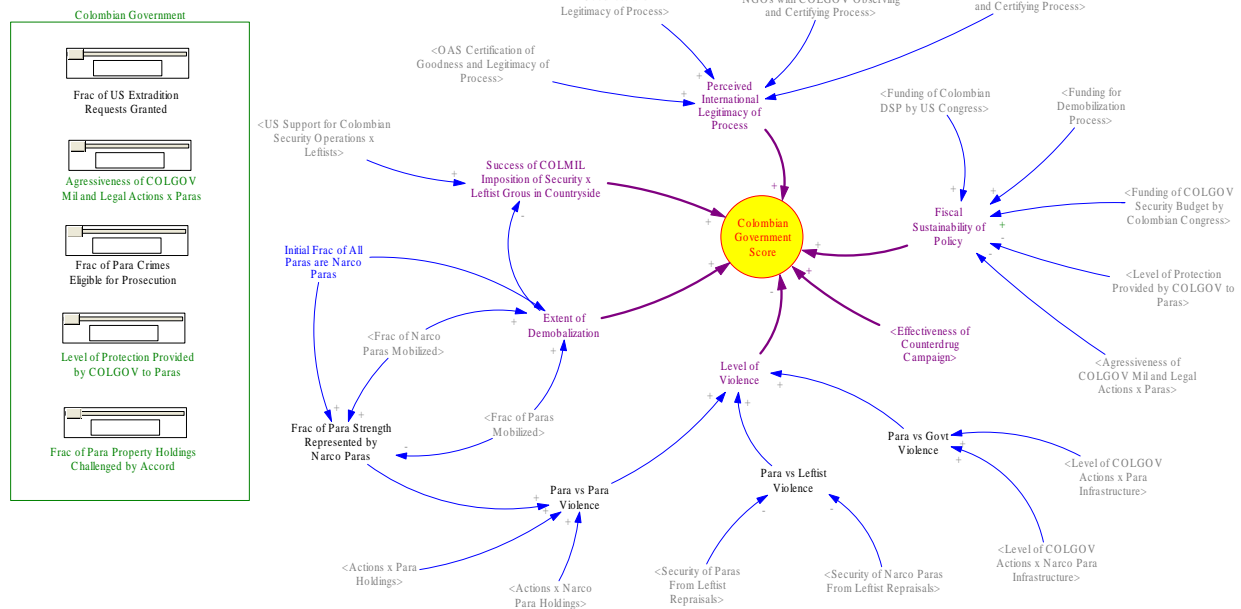 Colombian Government
Frac of US Extradition
Requests Granted
Agressiveness of COLGOV
Mil and Legal Actions x Paras
Frac of Para Crimes
Eligible for Prosecution
Level of Protection Provided
by COLGOV to Paras
Frac of Para Property Holdings
Challenged by Accord
Legitimacy of Process>
NGOs with COLGOV Observing
and Certifying Process>
and Certifying Process>
<OAS Certification of
Goodness and Legitimacy of
Process>
+
+
Perceived
International
Legitimacy of
Process
<Funding of Colombian
DSP by US Congress>
<Funding for
Demobilization
Process>
<US Support for Colombian
Security Operations x
Leftists>
+
Success of COLMIL
Imposition of Security x
Leftist Grous in Countryside
-
+
+
+
<Funding of COLGOV
Security Budget by
Colombian Congress>
Fiscal
Sustainability of
Policy
+
-
-
Colombian
Government
Score
+
+
+
+
-
Initial Frac of All
Paras are Narco
Paras
<Level of Protection
Provided by COLGOV to
Paras>
Extent of
Demobalization
+
+
<Frac of Narco
Paras Mobilized>
<Effectiveness of
Counterdrug
Campaign>
<Agressiveness of
COLGOV Mil and Legal
Actions x Paras>
Level of
Violence
+
+
+
<Frac of Paras
Mobilized>
+
+
-
Frac of Para Strength
Represented by
Narco Paras
Para vs Govt
Violence
+
+
<Level of COLGOV
Actions x Para
Infrastructure>
Para vs Leftist
Violence
-
-
Para vs Para
Violence
+
+
+
<Actions x Para
Holdings>
<Actions x Narco
Para Holdings>
<Security of Paras
From Leftist
Repraisals>
<Security of Narco Paras
From Leftist Repraisals>
<Level of COLGOV
Actions x Narco Para
Infrastructure>